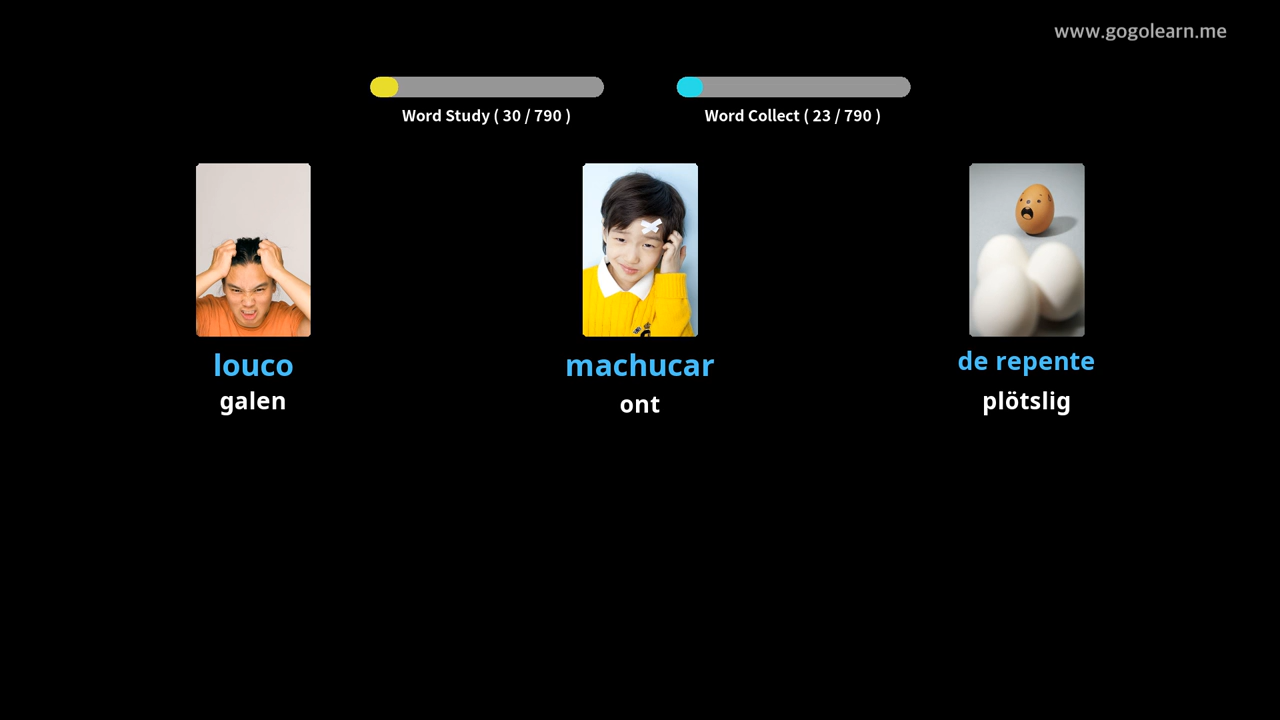 www.gogolearn.me
Word Study ( 30 / 790 )
Word Collect ( 23 / 790 )
louco
galen
machucar
ont
de repente
plötslig